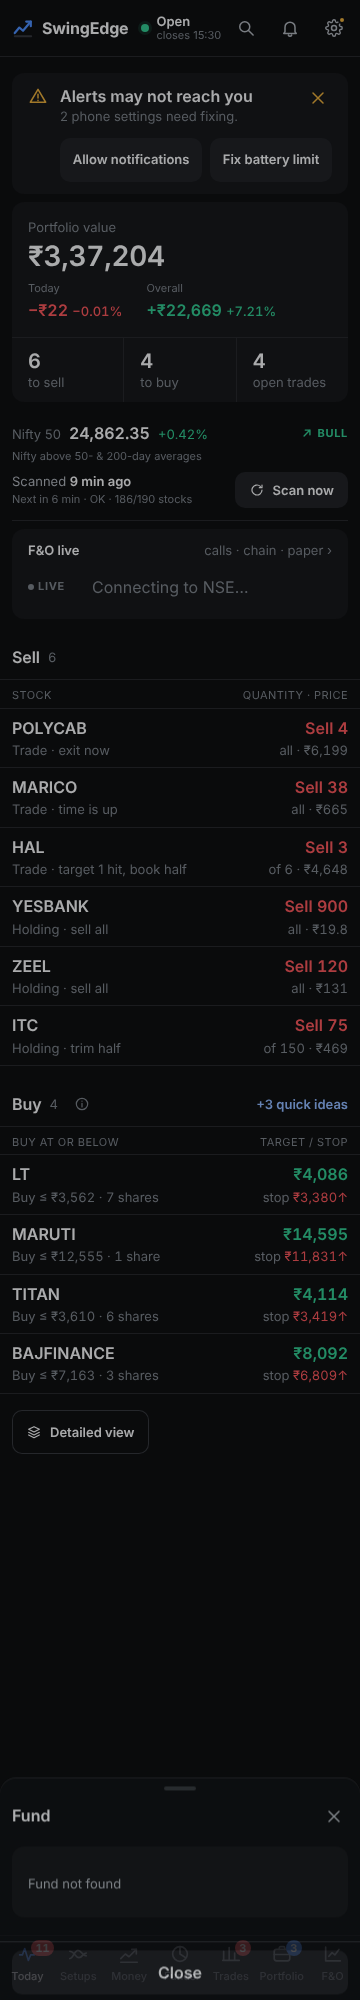 SwingEdge
Open
closes 15:30
Alerts may not reach you
2 phone settings need fixing.
Allow notifications
Fix battery limit
Portfolio value
₹3,37,204
Today
Overall
−₹22 −0.01%
+₹22,669 +7.21%
6
to sell
4
to buy
4
open trades
Nifty 50 24,862.35 +0.42%
↗ BULL
Nifty above 50- & 200-day averages
Scanned 9 min ago
Next in 6 min · OK · 186/190 stocks
Scan now
F&O live
calls · chain · paper ›
LIVE
Connecting to NSE...
Sell 6
STOCK
QUANTITY · PRICE
POLYCAB
Sell 4
Trade · exit now
all · ₹6,199
MARICO
Sell 38
Trade · time is up
all · ₹665
HAL
Sell 3
Trade · target 1 hit, book half
of 6 · ₹4,648
YESBANK
Sell 900
Holding · sell all
all · ₹19.8
ZEEL
Sell 120
Holding · sell all
all · ₹131
ITC
Sell 75
Holding · trim half
of 150 · ₹469
Buy 4
+3 quick ideas
BUY AT OR BELOW
TARGET / STOP
LT
₹4,086
Buy ≤ ₹3,562 · 7 shares
stop ₹3,380↑
MARUTI
₹14,595
Buy ≤ ₹12,555 · 1 share
stop ₹11,831↑
TITAN
₹4,114
Buy ≤ ₹3,610 · 6 shares
stop ₹3,419↑
BAJFINANCE
₹8,092
Buy ≤ ₹7,163 · 3 shares
stop ₹6,809↑
Detailed view
Fund
Fund not found
11
3
3
Today
Setups
Money
Close
Trades
Portfolio
F&O